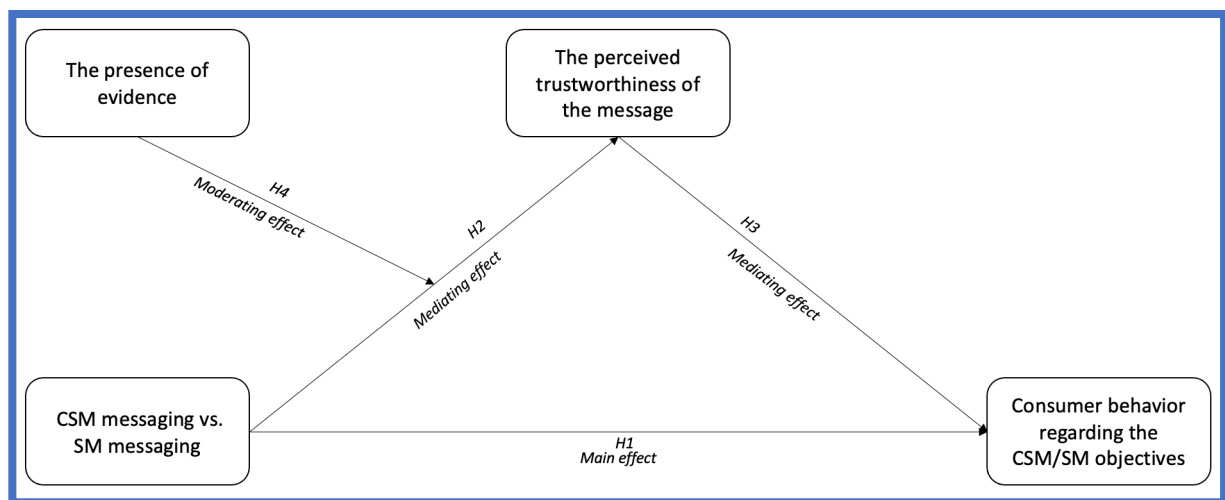 The presence of
evidence
The perceived
trustworthiness of
the message
H4
Moderating effect
H2
Mediating effect
H3
Mediating effect
CSM messaging vs.
SM messaging
H1
Main effect
Consumer behavior
regarding the
CSM/SM objectives